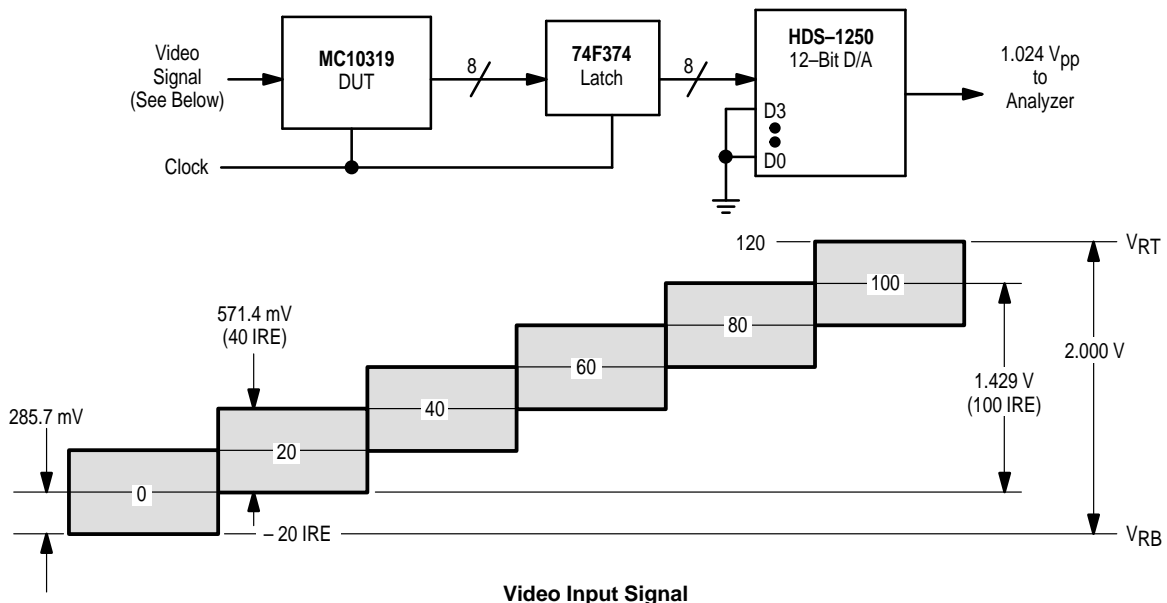 Video
Signal
(See Below)
MC10319
DUT
8
74F374
Latch
8
HDS–1250
12–Bit D/A
D3
D0
1.024 Vpp
to
Analyzer
Clock
120
VRT
100
571.4 mV
(40 IRE)
80
2.000 V
60
1.429 V
(100 IRE)
285.7 mV
40
20
0
– 20 IRE
VRB
Video Input Signal